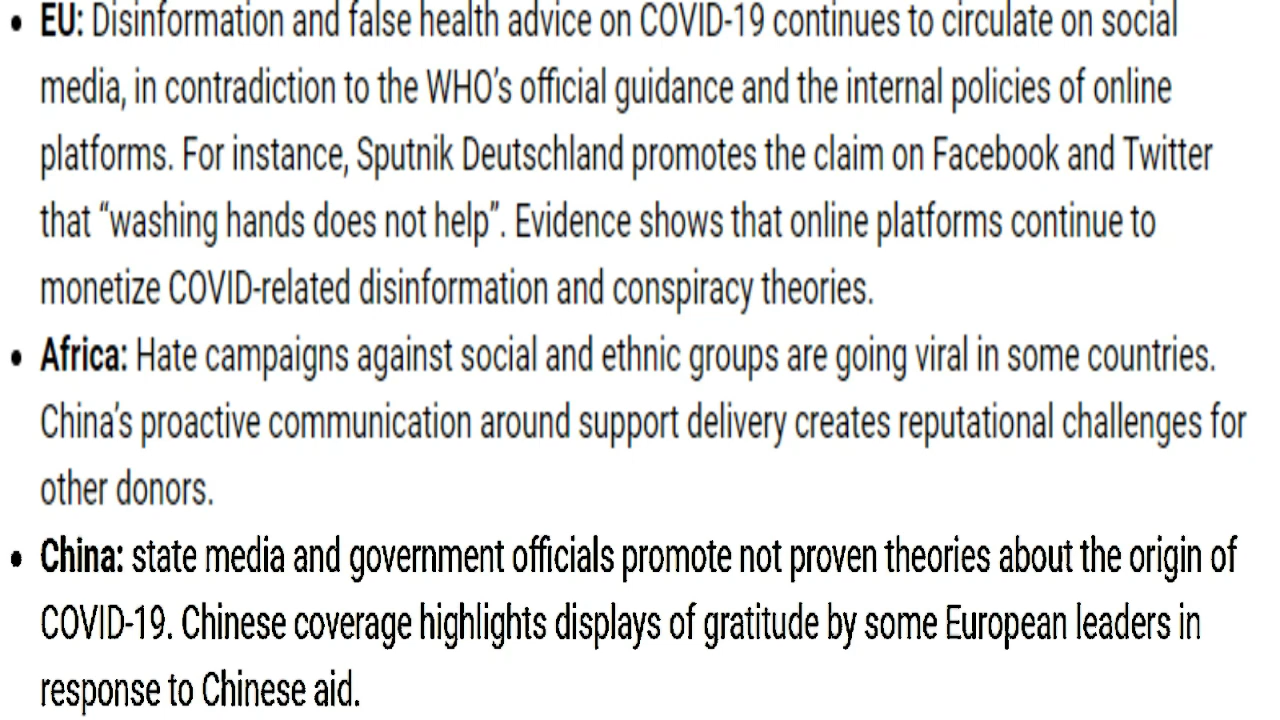 • EU: Disinformation and false health advice on COVID-19 continues to circulate on social
media, in contradiction to the WHO’s official guidance and the internal policies of online
platforms. For instance, Sputnik Deutschland promotes the claim on Facebook and Twitter
that “washing hands does not help”. Evidence shows that online platforms continue to
monetize COVID-related disinformation and conspiracy theories.
• Africa: Hate campaigns against social and ethnic groups are going viral in some countries.
China’s proactive communication around support delivery creates reputational challenges for
other donors.
• China: state media and government officials promote not proven theories about the origin of
COVID-19. Chinese coverage highlights displays of gratitude by some European leaders in
response to Chinese aid.